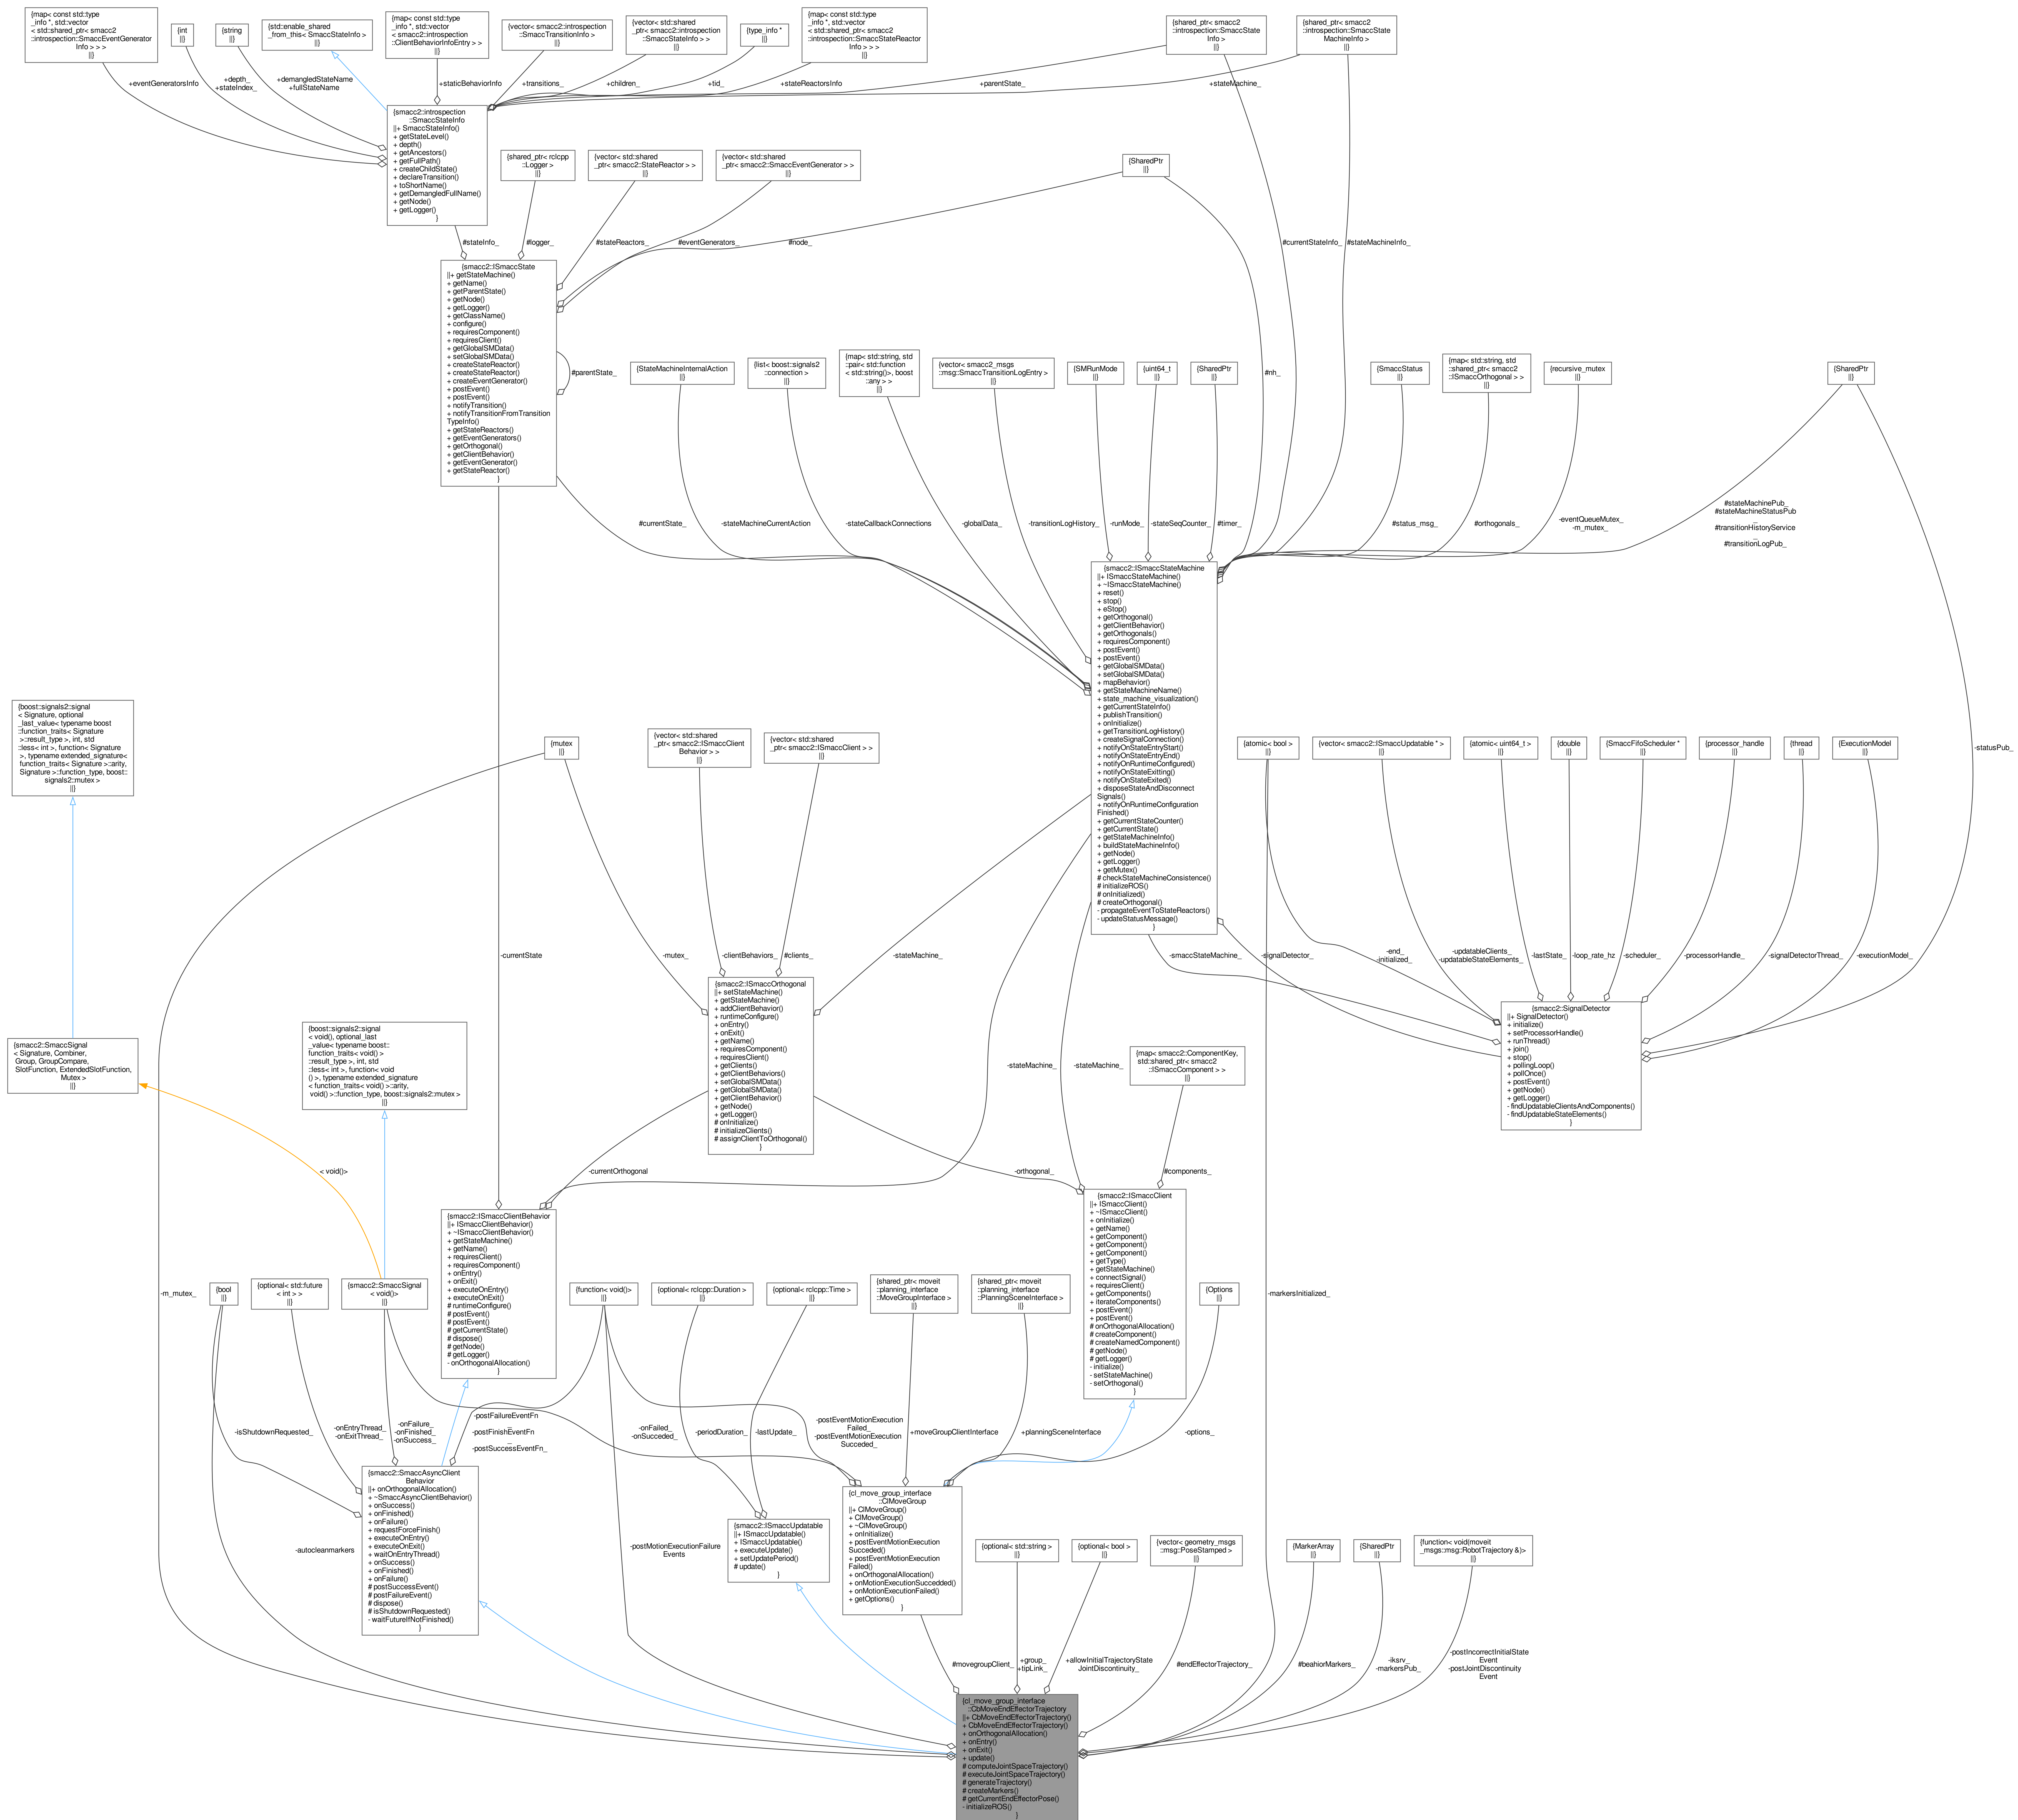 {map< const std::type
_info *, std::vector
< std::shared_ptr< smacc2
::introspection::SmaccEventGenerator
Info > > >
||}
{int
||}
{string
||}
{std::enable_shared
_from_this< SmaccStateInfo >
||}
{map< const std::type
_info *, std::vector
< smacc2::introspection
::ClientBehaviorInfoEntry > >
||}
{vector< smacc2::introspection
::SmaccTransitionInfo >
||}
{vector< std::shared
_ptr< smacc2::introspection
::SmaccStateInfo > >
||}
{type_info *
||}
{map< const std::type
_info *, std::vector
< std::shared_ptr< smacc2
::introspection::SmaccStateReactor
Info > > >
||}
{shared_ptr< smacc2
::introspection::SmaccState
Info >
||}
{shared_ptr< smacc2
::introspection::SmaccState
MachineInfo >
||}
+eventGeneratorsInfo
+depth_
+stateIndex_
+demangledStateName
+fullStateName
+staticBehaviorInfo
+transitions_
+children_
+tid_
+stateReactorsInfo
+parentState_
+stateMachine_
{smacc2::introspection
::SmaccStateInfo
||+ SmaccStateInfo()
+ getStateLevel()
+ depth()
+ getAncestors()
+ getFullPath()
+ createChildState()
+ declareTransition()
+ toShortName()
+ getDemangledFullName()
+ getNode()
+ getLogger()
}
{shared_ptr< rclcpp
::Logger >
||}
{vector< std::shared
_ptr< smacc2::StateReactor > >
||}
{vector< std::shared
_ptr< smacc2::SmaccEventGenerator > >
||}
{SharedPtr
||}
#stateInfo_
#logger_
#stateReactors_
#eventGenerators_
#node_
#currentStateInfo_
#stateMachineInfo_
{smacc2::ISmaccState
||+ getStateMachine()
+ getName()
+ getParentState()
+ getNode()
+ getLogger()
+ getClassName()
+ configure()
+ requiresComponent()
+ requiresClient()
+ getGlobalSMData()
+ setGlobalSMData()
+ createStateReactor()
+ createStateReactor()
+ createEventGenerator()
+ postEvent()
+ postEvent()
+ notifyTransition()
+ notifyTransitionFromTransition
TypeInfo()
+ getStateReactors()
+ getEventGenerators()
+ getOrthogonal()
+ getClientBehavior()
+ getEventGenerator()
+ getStateReactor()
}
#parentState_
#nh_
{StateMachineInternalAction
||}
{list< boost::signals2
::connection >
||}
{map< std::string, std
::pair< std::function
< std::string()>, boost
::any > >
||}
{vector< smacc2_msgs
::msg::SmaccTransitionLogEntry >
||}
{SMRunMode
||}
{uint64_t
||}
{SharedPtr
||}
{SmaccStatus
||}
{map< std::string, std
::shared_ptr< smacc2
::ISmaccOrthogonal > >
||}
{recursive_mutex
||}
{SharedPtr
||}
#currentState_
-stateMachineCurrentAction
-stateCallbackConnections
-globalData_
-transitionLogHistory_
-runMode_
-stateSeqCounter_
#timer_
#status_msg_
#orthogonals_
-eventQueueMutex_
-m_mutex_
#stateMachinePub_
#stateMachineStatusPub
_
#transitionHistoryService
_
#transitionLogPub_
{smacc2::ISmaccStateMachine
||+ ISmaccStateMachine()
+ ~ISmaccStateMachine()
+ reset()
+ stop()
+ eStop()
+ getOrthogonal()
+ getClientBehavior()
+ getOrthogonals()
+ requiresComponent()
+ postEvent()
+ postEvent()
+ getGlobalSMData()
+ setGlobalSMData()
+ mapBehavior()
+ getStateMachineName()
+ state_machine_visualization()
+ getCurrentStateInfo()
+ publishTransition()
+ onInitialize()
+ getTransitionLogHistory()
+ createSignalConnection()
+ notifyOnStateEntryStart()
+ notifyOnStateEntryEnd()
+ notifyOnRuntimeConfigured()
+ notifyOnStateExitting()
+ notifyOnStateExited()
+ disposeStateAndDisconnect
Signals()
+ notifyOnRuntimeConfiguration
Finished()
+ getCurrentStateCounter()
+ getCurrentState()
+ getStateMachineInfo()
+ buildStateMachineInfo()
+ getNode()
+ getLogger()
+ getMutex()
# checkStateMachineConsistence()
# initializeROS()
# onInitialized()
# createOrthogonal()
- propagateEventToStateReactors()
- updateStatusMessage()
}
{boost::signals2::signal
< Signature, optional
_last_value< typename boost
::function_traits< Signature
>::result_type >, int, std
::less< int >, function< Signature
>, typename extended_signature<
function_traits< Signature >::arity,
Signature >::function_type, boost::
signals2::mutex >
||}
{mutex
||}
{vector< std::shared
_ptr< smacc2::ISmaccClient
Behavior > >
||}
{vector< std::shared
_ptr< smacc2::ISmaccClient > >
||}
{atomic< bool >
||}
{vector< smacc2::ISmaccUpdatable * >
||}
{atomic< uint64_t >
||}
{double
||}
{SmaccFifoScheduler *
||}
{processor_handle
||}
{thread
||}
{ExecutionModel
||}
-statusPub_
-currentState
-mutex_
-clientBehaviors_
#clients_
-stateMachine_
-smaccStateMachine_
-signalDetector_
-end_
-initialized_
-updatableClients_
-updatableStateElements_
-lastState_
-loop_rate_hz
-scheduler_
-processorHandle_
-signalDetectorThread_
-executionModel_
{smacc2::ISmaccOrthogonal
||+ setStateMachine()
+ getStateMachine()
+ addClientBehavior()
+ runtimeConfigure()
+ onEntry()
+ onExit()
+ getName()
+ requiresComponent()
+ requiresClient()
+ getClients()
+ getClientBehaviors()
+ setGlobalSMData()
+ getGlobalSMData()
+ getClientBehavior()
+ getNode()
+ getLogger()
# onInitialize()
# initializeClients()
# assignClientToOrthogonal()
}
{smacc2::SignalDetector
||+ SignalDetector()
+ initialize()
+ setProcessorHandle()
+ runThread()
+ join()
+ stop()
+ pollingLoop()
+ pollOnce()
+ postEvent()
+ getNode()
+ getLogger()
- findUpdatableClientsAndComponents()
- findUpdatableStateElements()
}
{smacc2::SmaccSignal
< Signature, Combiner,
Group, GroupCompare,
SlotFunction, ExtendedSlotFunction,
Mutex >
||}
{boost::signals2::signal
< void(), optional_last
_value< typename boost::
function_traits< void()
>::result_type >, int, std
::less< int >, function< void
() >, typename extended_signature
< function_traits< void() >::arity,
void() >::function_type, boost::signals2::mutex >
||}
-stateMachine_
-stateMachine_
{map< smacc2::ComponentKey,
std::shared_ptr< smacc2
::ISmaccComponent > >
||}
< void()>
-currentOrthogonal
-orthogonal_
#components_
{smacc2::ISmaccClientBehavior
||+ ISmaccClientBehavior()
+ ~ISmaccClientBehavior()
+ getStateMachine()
+ getName()
+ requiresClient()
+ requiresComponent()
+ onEntry()
+ onExit()
+ executeOnEntry()
+ executeOnExit()
# runtimeConfigure()
# postEvent()
# postEvent()
# getCurrentState()
# dispose()
# getNode()
# getLogger()
- onOrthogonalAllocation()
}
{smacc2::ISmaccClient
||+ ISmaccClient()
+ ~ISmaccClient()
+ onInitialize()
+ getName()
+ getComponent()
+ getComponent()
+ getComponent()
+ getType()
+ getStateMachine()
+ connectSignal()
+ requiresClient()
+ getComponents()
+ iterateComponents()
+ postEvent()
+ postEvent()
# onOrthogonalAllocation()
# createComponent()
# createNamedComponent()
# getNode()
# getLogger()
- initialize()
- setStateMachine()
- setOrthogonal()
}
-m_mutex_
{bool
||}
{optional< std::future
< int > >
||}
{smacc2::SmaccSignal
< void()>
||}
{function< void()>
||}
{optional< rclcpp::Duration >
||}
{optional< rclcpp::Time >
||}
{shared_ptr< moveit
::planning_interface
::MoveGroupInterface >
||}
{shared_ptr< moveit
::planning_interface
::PlanningSceneInterface >
||}
{Options
||}
-markersInitialized_
-isShutdownRequested_
-onEntryThread_
-onExitThread_
-onFailure_
-onFinished_
-onSuccess_
-postFailureEventFn
_
-postFinishEventFn
_
-postSuccessEventFn_
-onFailed_
-onSucceded_
-periodDuration_
-lastUpdate_
-postEventMotionExecution
Failed_
-postEventMotionExecution
Succeded_
+moveGroupClientInterface
+planningSceneInterface
-options_
{smacc2::SmaccAsyncClient
Behavior
||+ onOrthogonalAllocation()
+ ~SmaccAsyncClientBehavior()
+ onSuccess()
+ onFinished()
+ onFailure()
+ requestForceFinish()
+ executeOnEntry()
+ executeOnExit()
+ waitOnEntryThread()
+ onSuccess()
+ onFinished()
+ onFailure()
# postSuccessEvent()
# postFailureEvent()
# dispose()
# isShutdownRequested()
- waitFutureIfNotFinished()
}
{smacc2::ISmaccUpdatable
||+ ISmaccUpdatable()
+ ISmaccUpdatable()
+ executeUpdate()
+ setUpdatePeriod()
# update()
}
{cl_move_group_interface
::ClMoveGroup
||+ ClMoveGroup()
+ ClMoveGroup()
+ ~ClMoveGroup()
+ onInitialize()
+ postEventMotionExecution
Succeded()
+ postEventMotionExecution
Failed()
+ onOrthogonalAllocation()
+ onMotionExecutionSuccedded()
+ onMotionExecutionFailed()
+ getOptions()
}
-autocleanmarkers
-postMotionExecutionFailure
Events
{optional< std::string >
||}
{optional< bool >
||}
{vector< geometry_msgs
::msg::PoseStamped >
||}
{MarkerArray
||}
{SharedPtr
||}
{function< void(moveit
_msgs::msg::RobotTrajectory &)>
||}
#movegroupClient_
+group_
+tipLink_
+allowInitialTrajectoryState
JointDiscontinuity_
#endEffectorTrajectory_
#beahiorMarkers_
-iksrv_
-markersPub_
-postIncorrectInitialState
Event
-postJointDiscontinuity
Event
{cl_move_group_interface
::CbMoveEndEffectorTrajectory
||+ CbMoveEndEffectorTrajectory()
+ CbMoveEndEffectorTrajectory()
+ onOrthogonalAllocation()
+ onEntry()
+ onExit()
+ update()
# computeJointSpaceTrajectory()
# executeJointSpaceTrajectory()
# generateTrajectory()
# createMarkers()
# getCurrentEndEffectorPose()
- initializeROS()
}